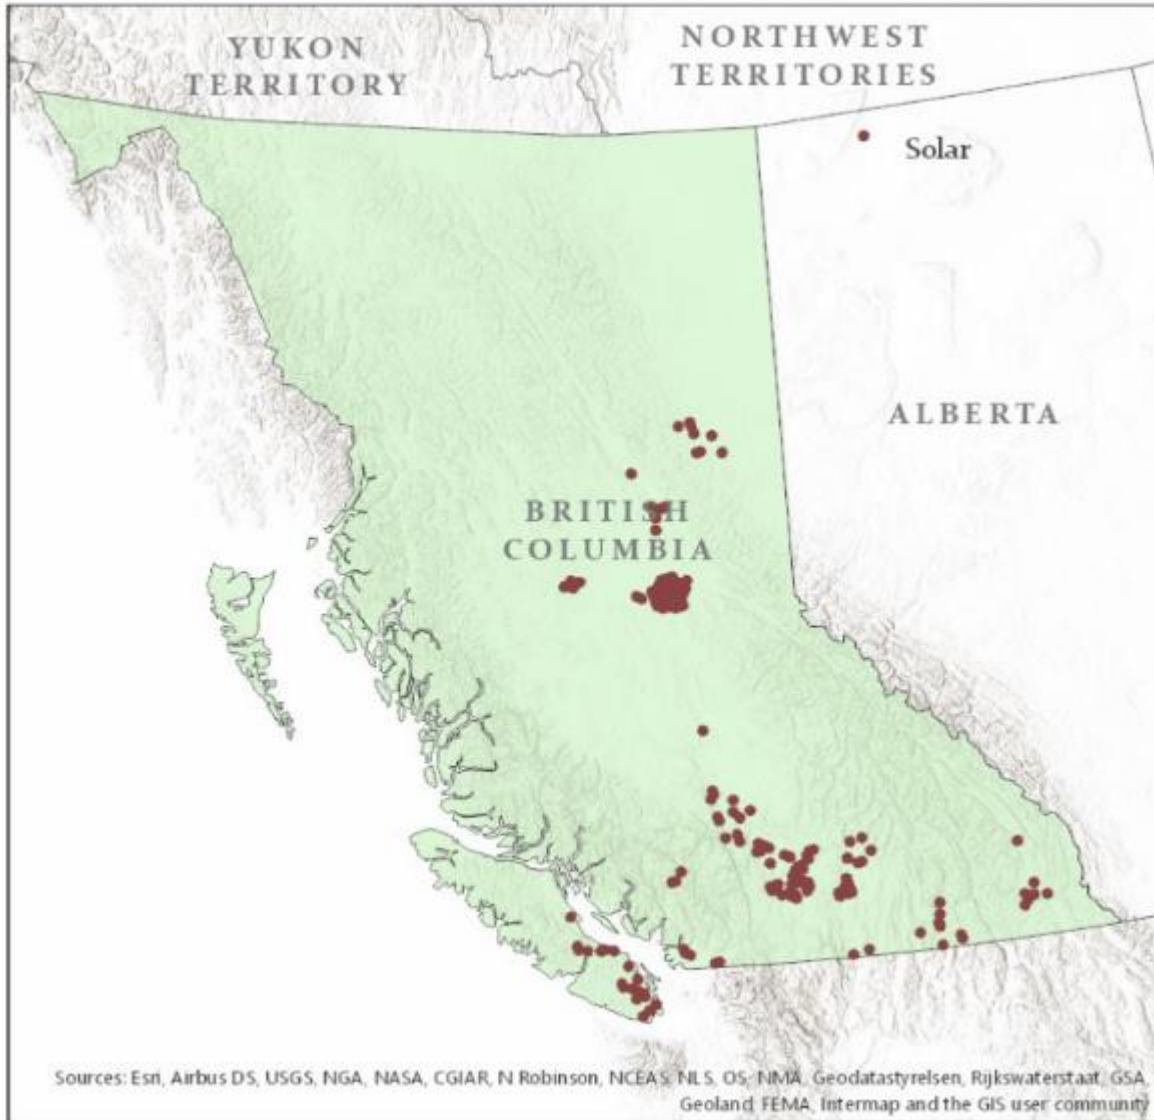 YUKON
TERRITORY
NORTHWEST
TERRITORIES
Solar
ALBERTA
BRITISH
COLUMBIA
Sources: Esri, Airbus DS, USGS, NGA, NASA, CGIAR, N Robinson, NCEAS, NLS, OS, NMA, Geodatastyrelsen, Rijkswaterstaat, GSA,
Geoland, FEMA, Intermap and the GIS user community